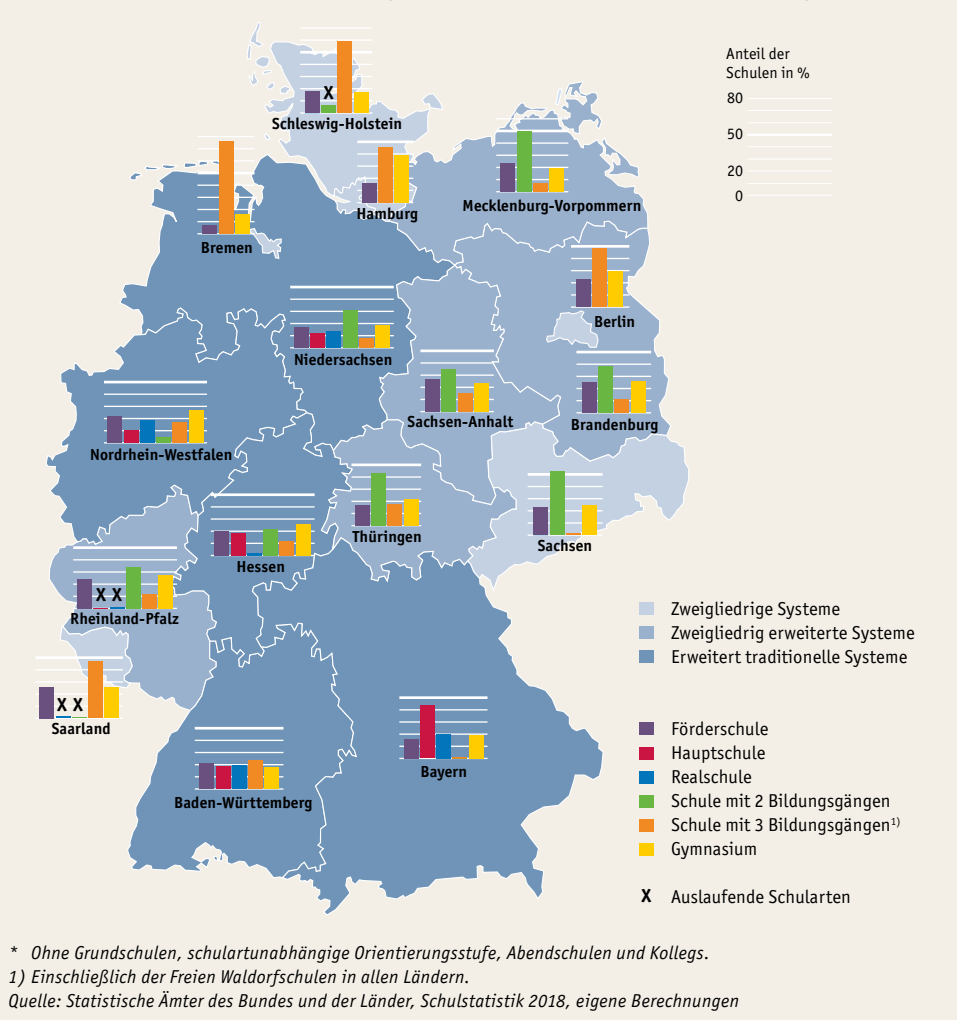 Anteil der
Schulen in %
80
50
20
0
X
Schleswig-Holstein
Hamburg
Mecklenburg-Vorpommern
Bremen
Berlin
Niedersachsen
Sachsen-Anhalt
Brandenburg
Nordrhein-Westfalen
Thüringen
Sachsen
Hessen
X X
Rheinland-Pfalz
X X
Saarland
Bayern
Baden-Württemberg
Zweigliedrige Systeme
Zweigliedrig erweiterte Systeme
Erweitert traditionelle Systeme
Förderschule
Hauptschule
Realschule
Schule mit 2 Bildungsgängen
Schule mit 3 Bildungsgängen¹⁾
Gymnasium
X Auslaufende Schularten
* Ohne Grundschulen, schulartunabhängige Orientierungsstufe, Abendschulen und Kollegs.
1) Einschließlich der Freien Waldorfschulen in allen Ländern.
Quelle: Statistische Ämter des Bundes und der Länder, Schulstatistik 2018, eigene Berechnungen